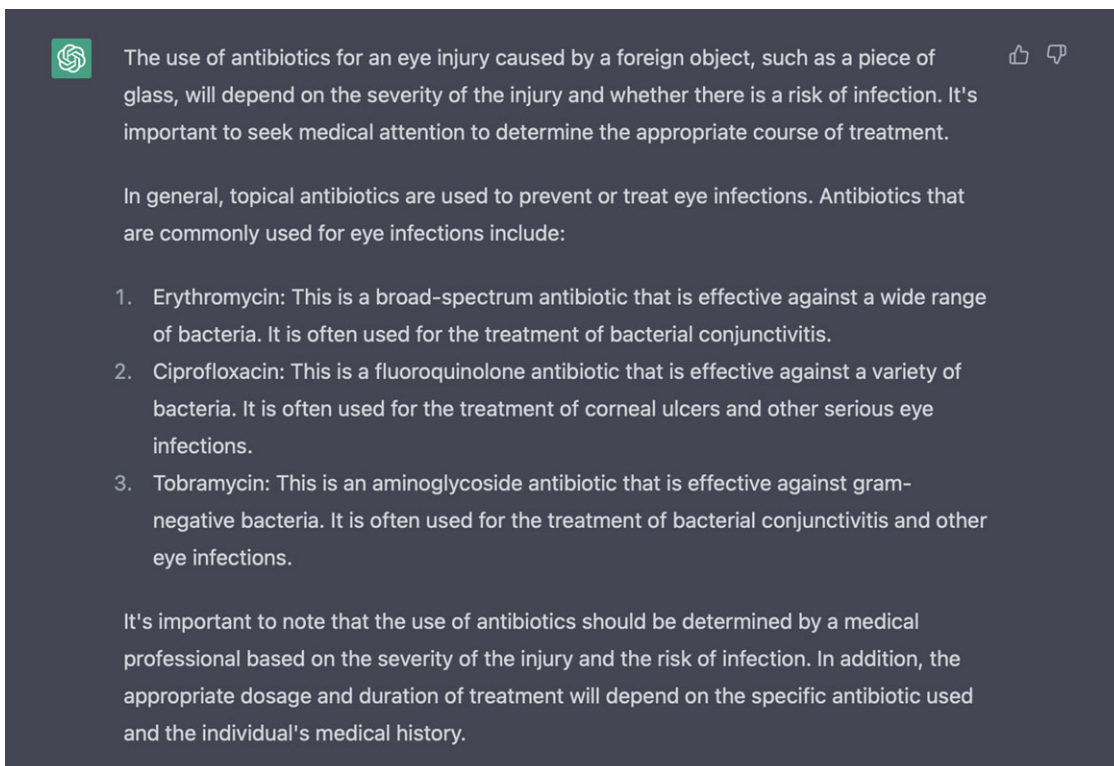 The use of antibiotics for an eye injury caused by a foreign object, such as a piece of
glass, will depend on the severity of the injury and whether there is a risk of infection. It's
important to seek medical attention to determine the appropriate course of treatment.
In general, topical antibiotics are used to prevent or treat eye infections. Antibiotics that
are commonly used for eye infections include:
1. Erythromycin: This is a broad-spectrum antibiotic that is effective against a wide range
of bacteria. It is often used for the treatment of bacterial conjunctivitis.
2. Ciprofloxacin: This is a fluoroquinolone antibiotic that is effective against a variety of
bacteria. It is often used for the treatment of corneal ulcers and other serious eye
infections.
3. Tobramycin: This is an aminoglycoside antibiotic that is effective against gram-
negative bacteria. It is often used for the treatment of bacterial conjunctivitis and other
eye infections.
It's important to note that the use of antibiotics should be determined by a medical
professional based on the severity of the injury and the risk of infection. In addition, the
appropriate dosage and duration of treatment will depend on the specific antibiotic used
and the individual's medical history.